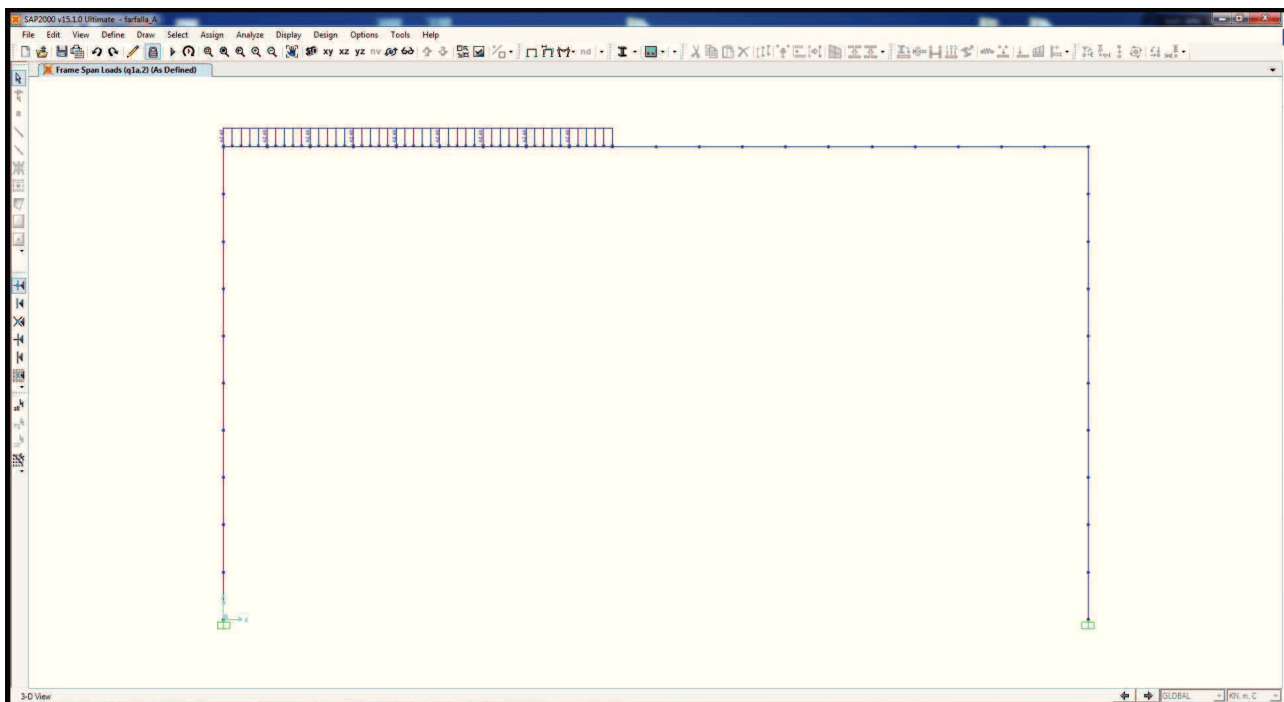 SAP2000 v15.1.0 Ultimate - farfalla_A
File Edit View Define Draw Select Assign Analyze Display Design Options Tools Help
xy xz yz nv nd
Frame Span Loads (q1a,2) (As Defined)
3-D View GLOBAL KN, m, C